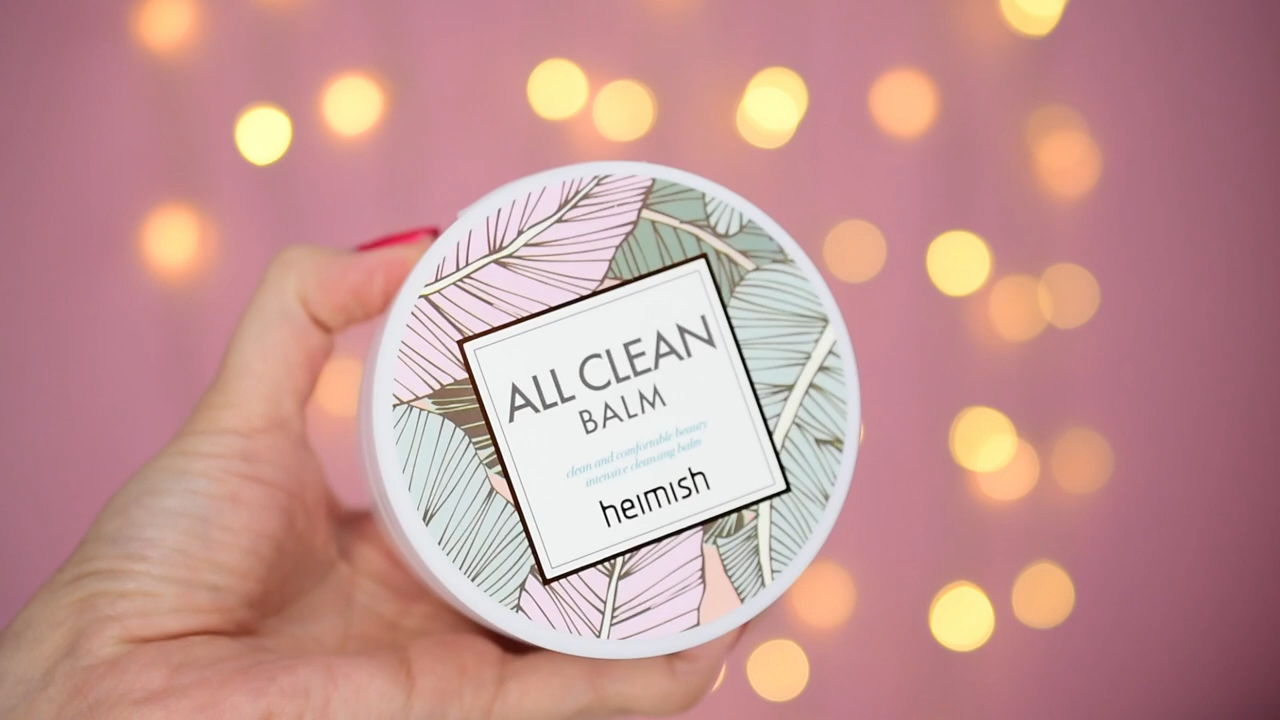 ALL CLEAN
BALM
clean and comfortable beauty
intensive cleansing balm
heimish